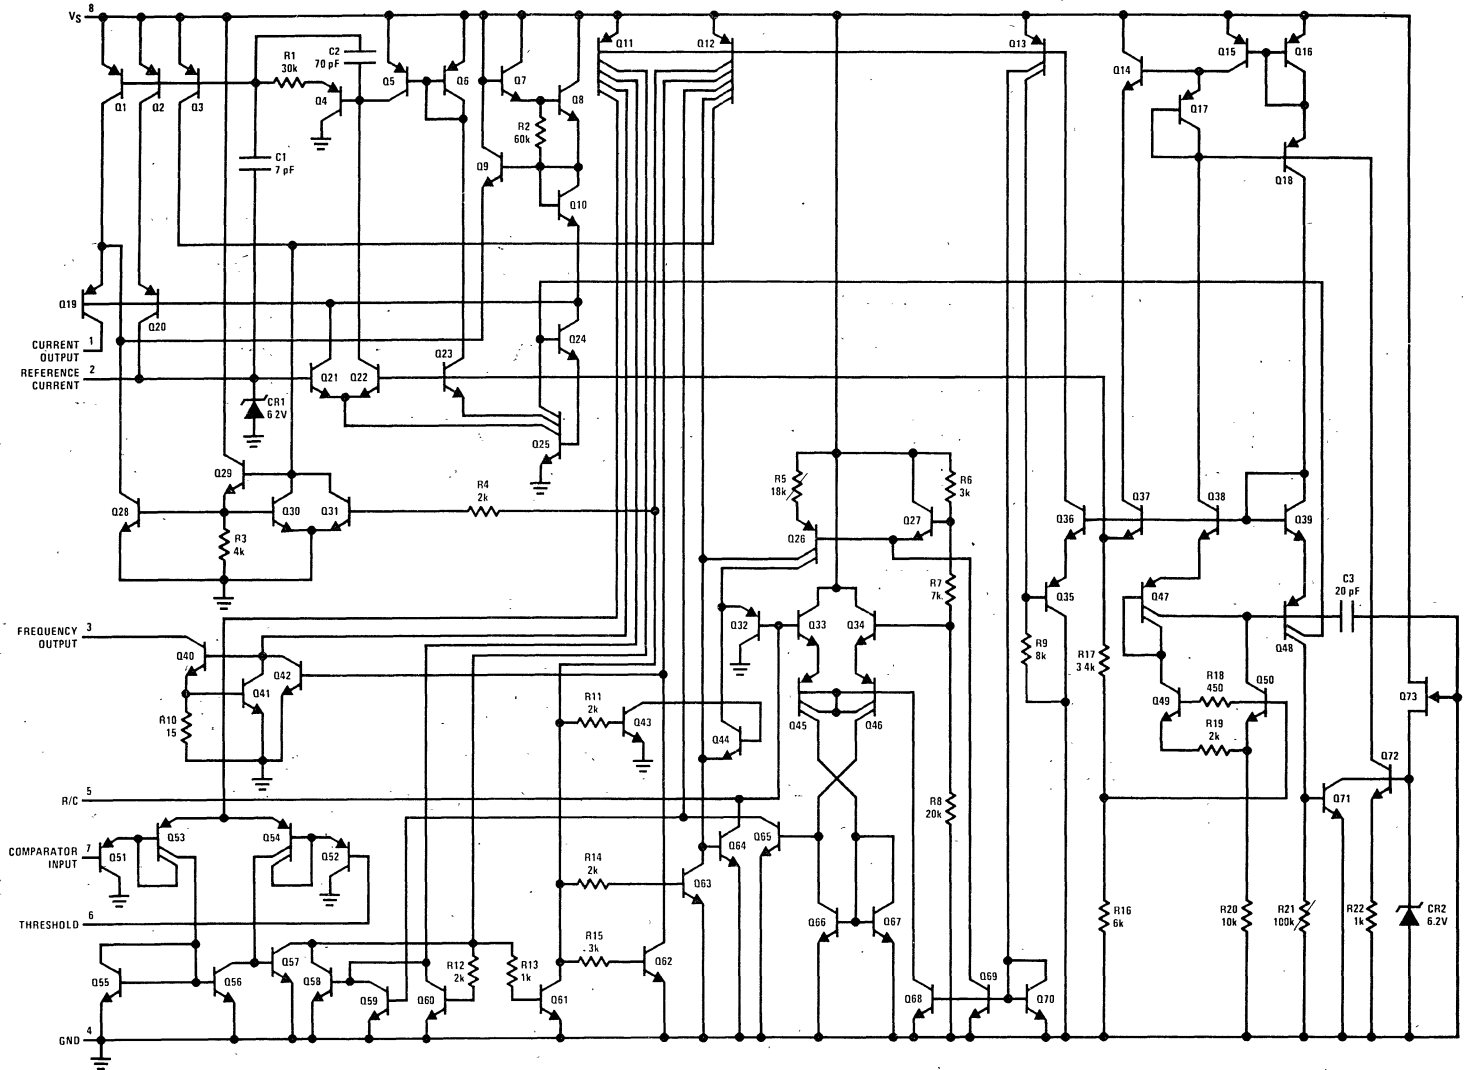 VS 8
Q1
Q2
Q3
R1
30k
C2
70 pF
Q4
Q5
Q6
Q7
Q8
R2
60k
Q9
Q10
Q11
Q12
Q13
Q14
Q15
Q16
Q17
Q18
C1
7 pF
Q19
Q20
CURRENT 1
OUTPUT
REFERENCE 2
CURRENT
CR1
6 2V
Q21
Q22
Q23
Q24
Q25
Q29
Q28
Q30
Q31
R3
4k
R4
2k
R5
18k
R6
3k
Q26
Q27
R7
7k
Q36
Q37
Q38
Q39
Q35
Q47
Q48
C3
20 pF
FREQUENCY 3
OUTPUT
Q40
Q41
Q42
R10
15
Q32
Q33
Q34
R9
8k
R17
3 4k
R11
2k
Q43
Q44
Q45
Q46
Q49
R18
450
Q50
R19
2k
Q73
Q72
R/C 5
R8
20k
Q71
COMPARATOR 7
INPUT
Q51
Q53
Q54
Q52
R14
2k
Q63
Q64
Q65
THRESHOLD 6
Q66
Q67
R16
6k
R20
10k
R21
100k
R22
1k
CR2
6.2V
Q55
Q56
Q57
Q58
Q59
Q60
R12
2k
R13
1k
Q61
R15
3k
Q62
Q68
Q69
Q70
GND 4